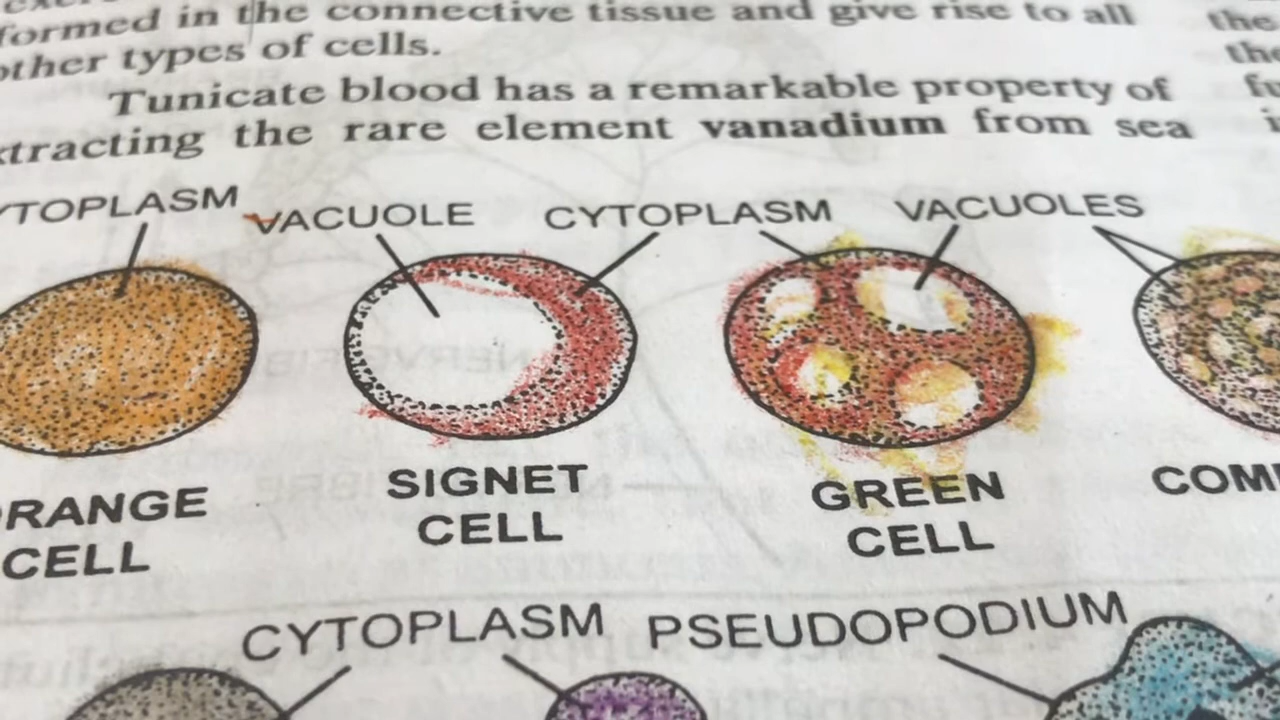 formed in the connective tissue and give rise to all
other types of cells.
Tunicate blood has a remarkable property of
xtracting the rare element vanadium from sea
the
YTOPLASM
VACUOLE
CYTOPLASM
VACUOLES
RANGE
CELL
SIGNET
CELL
GREEN
CELL
COM
CYTOPLASM
PSEUDOPODIUM